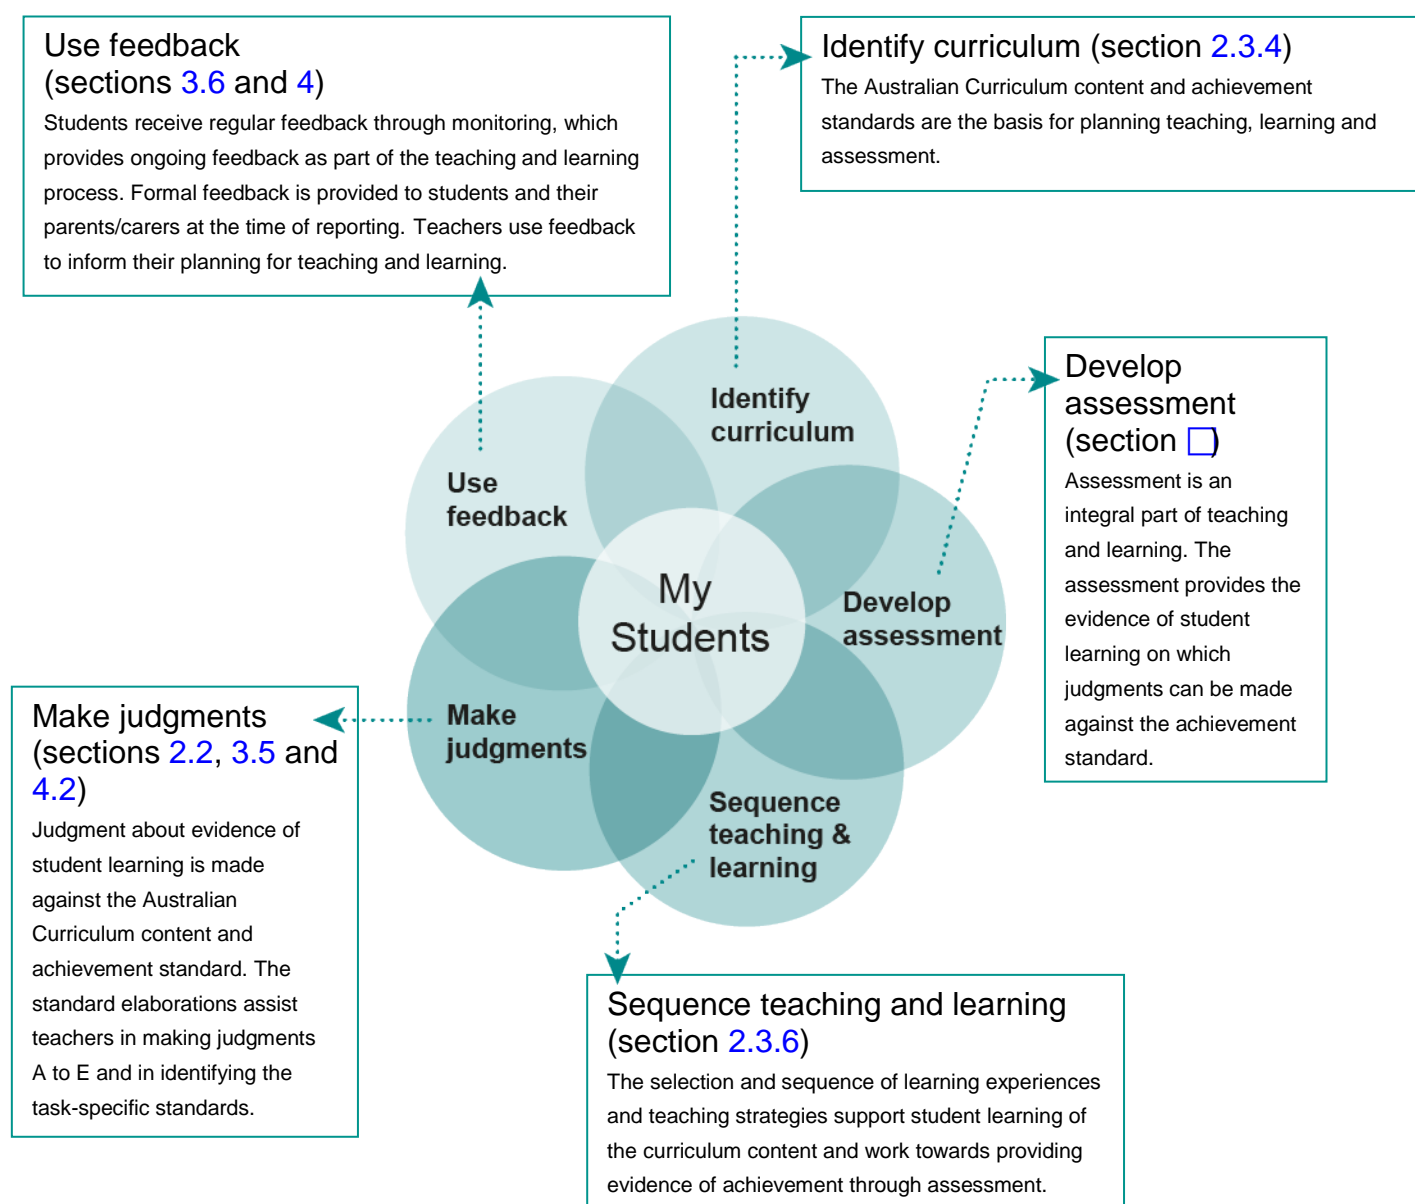 Use feedback
(sections 3.6 and 4)
Students receive regular feedback through monitoring, which
provides ongoing feedback as part of the teaching and learning
process. Formal feedback is provided to students and their
parents/carers at the time of reporting. Teachers use feedback
to inform their planning for teaching and learning.
Identify curriculum (section 2.3.4)
The Australian Curriculum content and achievement
standards are the basis for planning teaching, learning and
assessment.
Develop
assessment
(section □)
Assessment is an
integral part of teaching
and learning. The
assessment provides the
evidence of student
learning on which
judgments can be made
against the achievement
standard.
Identify
curriculum
Use
feedback
My
Students
Develop
assessment
Make
judgments
Sequence
teaching &
learning
Make judgments
(sections 2.2, 3.5 and
4.2)
Judgment about evidence of
student learning is made
against the Australian
Curriculum content and
achievement standard. The
standard elaborations assist
teachers in making judgments
A to E and in identifying the
task-specific standards.
Sequence teaching and learning
(section 2.3.6)
The selection and sequence of learning experiences
and teaching strategies support student learning of
the curriculum content and work towards providing
evidence of achievement through assessment.